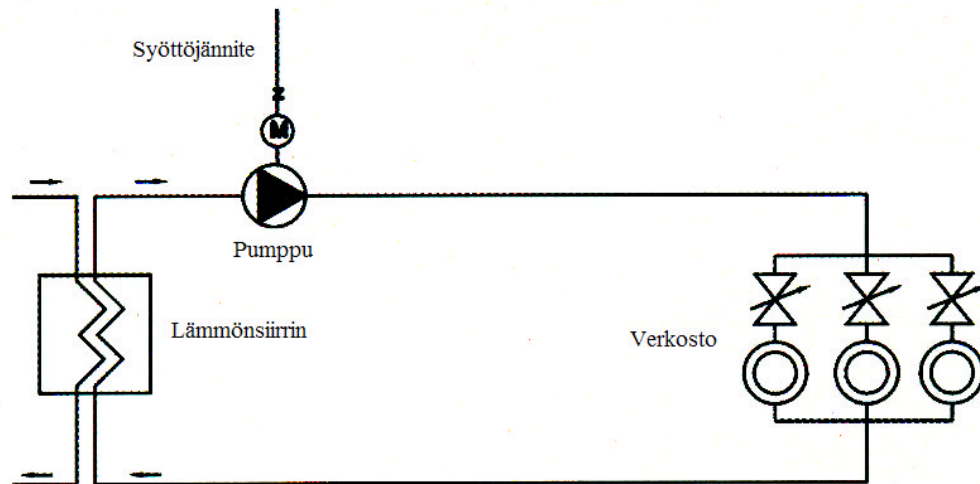 Syöttöjännite
M
Pumppu
Lämmönsiirrin
Verkosto